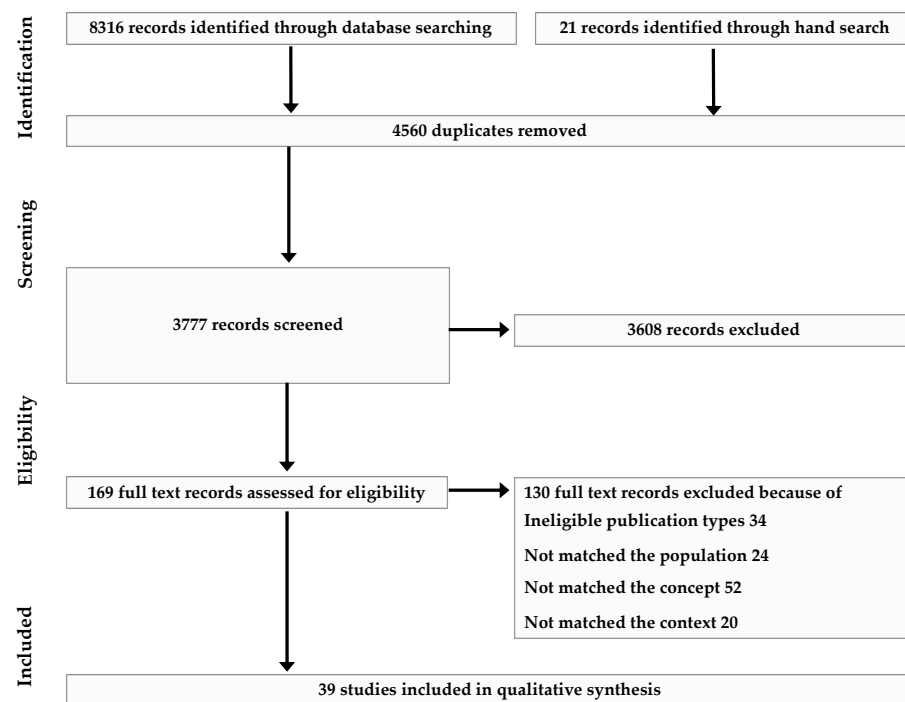 Identification
8316 records identified through database searching
21 records identified through hand search
4560 duplicates removed
Screening
3777 records screened
3608 records excluded
Eligibility
169 full text records assessed for eligibility
130 full text records excluded because of
Ineligible publication types 34
Not matched the population 24
Not matched the concept 52
Not matched the context 20
Included
39 studies included in qualitative synthesis